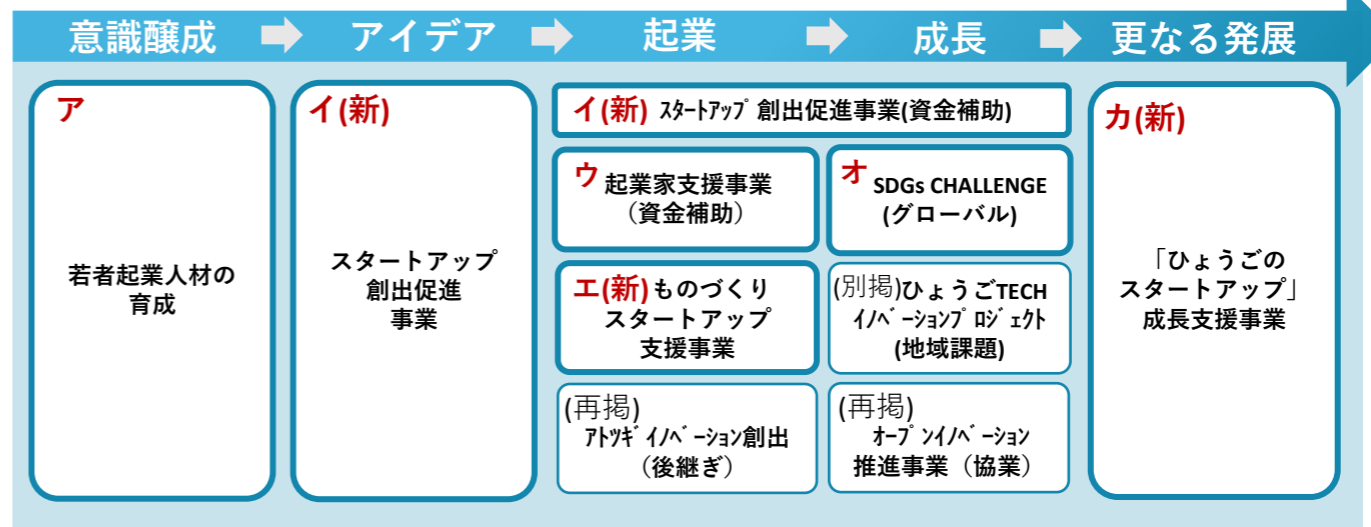 意識醸成
アイデア
起業
成長
更なる発展
ア
若者起業人材の
育成
イ(新)
スタートアップ
創出促進
事業
イ(新) ｽﾀｰﾄｱｯﾌﾟ 創出促進事業(資金補助)
ウ 起業家支援事業
（資金補助）
エ(新)ものづくり
スタートアップ
支援事業
(再掲)
ｱﾄﾂｷﾞｲﾉﾍﾞｰｼｮﾝ創出
（後継ぎ）
オ SDGs CHALLENGE
(グローバル)
(別掲)ひょうごTECH
ｲﾉﾍﾞｰｼｮﾝﾌﾟﾛｼﾞｪｸﾄ
(地域課題)
(再掲)
ｵｰﾌﾟﾝｲﾉﾍﾞｰｼｮﾝ
推進事業（協業）
カ(新)
「ひょうごの
スタートアップ」
成長支援事業